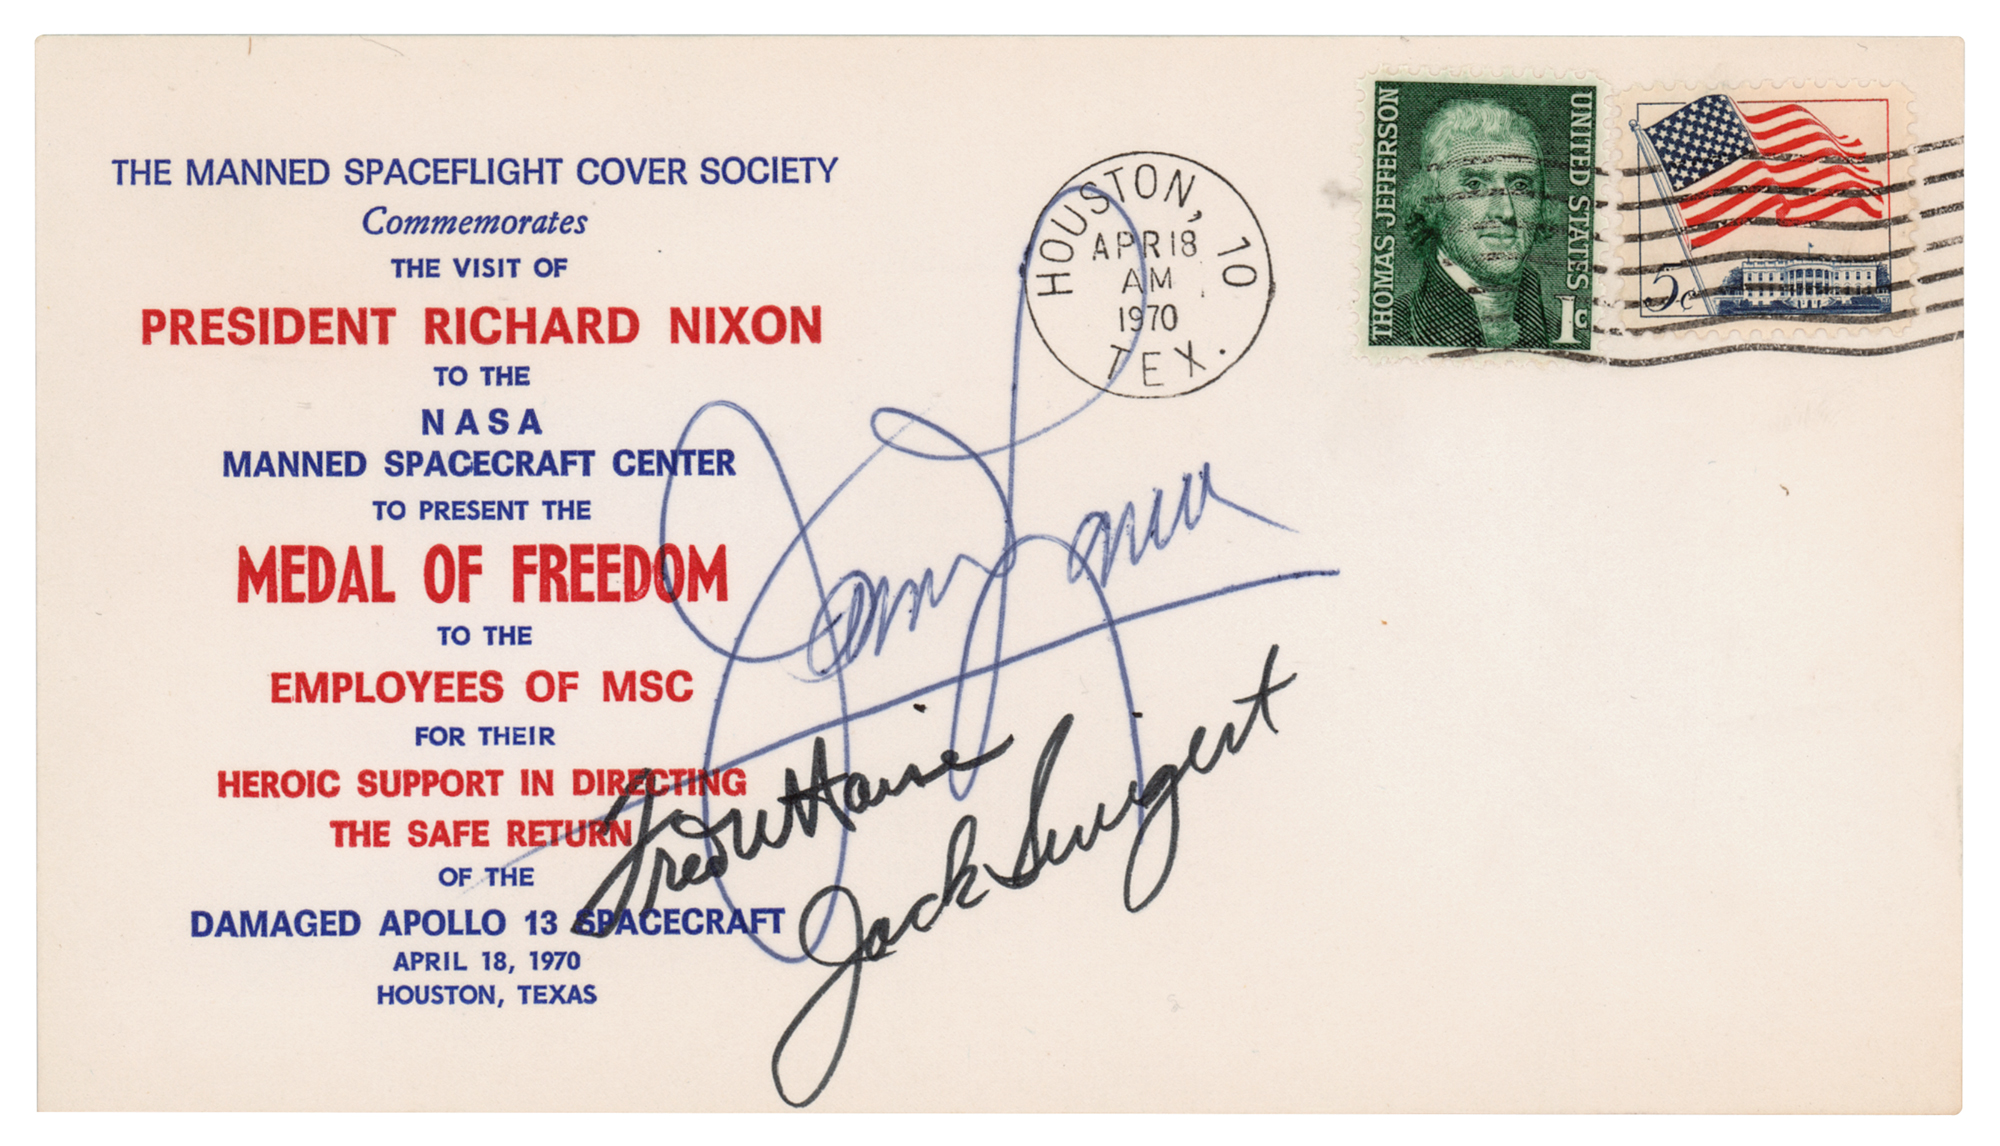 THE MANNED SPACEFLIGHT COVER SOCIETY
Commemorates
THE VISIT OF
PRESIDENT RICHARD NIXON
TO THE
NASA
MANNED SPACECRAFT CENTER
TO PRESENT THE
MEDAL OF FREEDOM
TO THE
EMPLOYEES OF MSC
FOR THEIR
HEROIC SUPPORT IN DIRECTING
THE SAFE RETURN
OF THE
DAMAGED APOLLO 13 SPACECRAFT
APRIL 18, 1970
HOUSTON, TEXAS
HOUSTON, 10
APR 18
AM
1970
TEX.
THOMAS JEFFERSON
UNITED STATES
1c
5c
James Lovell
Fred W Haise
Jack Swigert